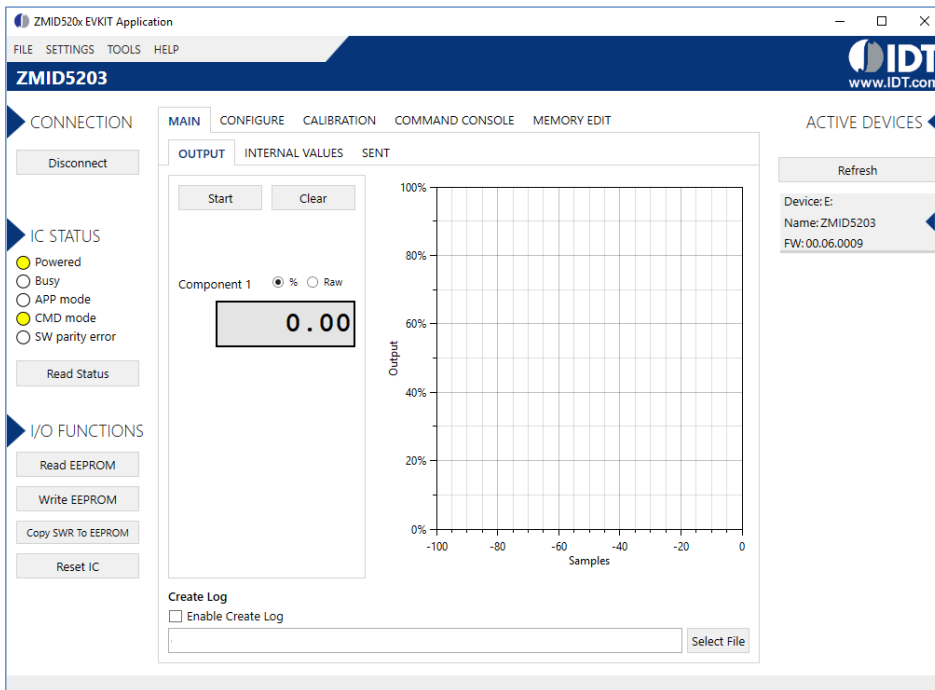 ZMID520x EVKIT Application
FILE SETTINGS TOOLS HELP
IDT
www.IDT.com
ZMID5203
CONNECTION
Disconnect
IC STATUS
Powered
Busy
APP mode
CMD mode
SW parity error
Read Status
I/O FUNCTIONS
Read EEPROM
Write EEPROM
Copy SWR To EEPROM
Reset IC
MAIN CONFIGURE CALIBRATION COMMAND CONSOLE MEMORY EDIT
OUTPUT INTERNAL VALUES SENT
Start Clear
Component 1 % Raw
0.00
100%
80%
60%
40%
20%
0%
Output
-100 -80 -60 -40 -20 0
Samples
Create Log
Enable Create Log
Select File
ACTIVE DEVICES
Refresh
Device: E:
Name: ZMID5203
FW: 00.06.0009